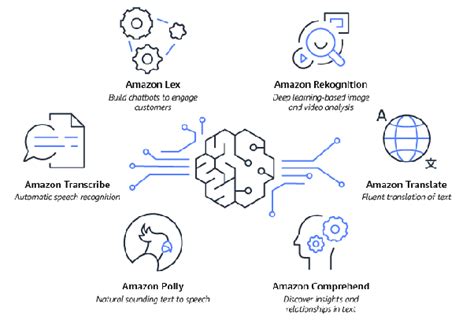 Amazon Lex
Build chatbots to engage
customers
Amazon Rekognition
Deep learning-based image
and video analysis
Amazon Transcribe
Automatic speech recognition
A
文
Amazon Translate
Fluent translation of text
Amazon Polly
Natural sounding text to speech
Amazon Comprehend
Discover insights and
relationships in text